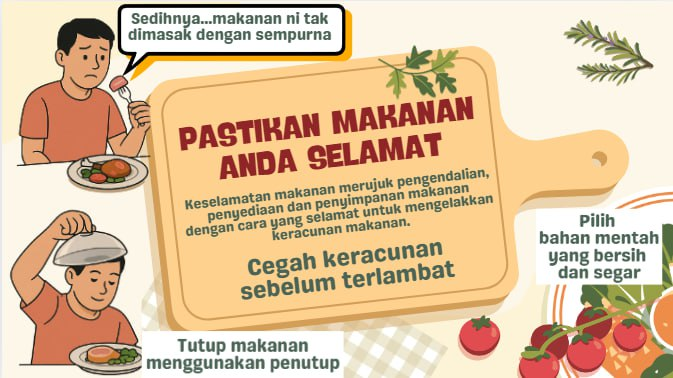 Sedihnya...makanan ni tak
dimasak dengan sempurna
PASTIKAN MAKANAN
ANDA SELAMAT
Keselamatan makanan merujuk pengendalian,
penyediaan dan penyimpanan makanan
dengan cara yang selamat untuk mengelakkan
keracunan makanan.
Cegah keracunan
sebelum terlambat
Pilih
bahan mentah
yang bersih
dan segar
Tutup makanan
menggunakan penutup